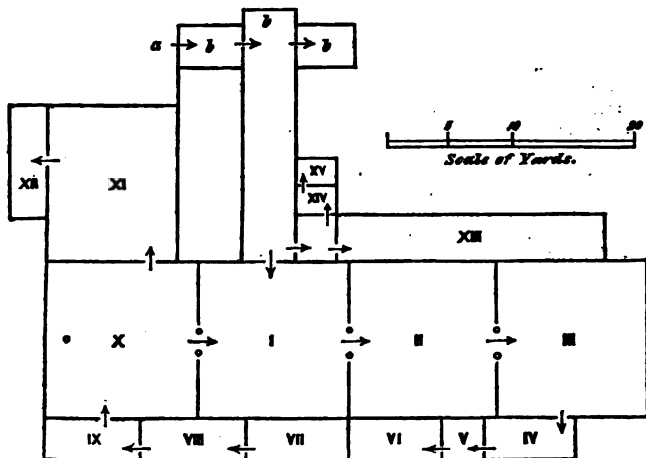 b
a b b
5 10 20
Scale of Yards.
XV
XII XI
XIV
XIII
X I II III
IX VIII VII VI V IV